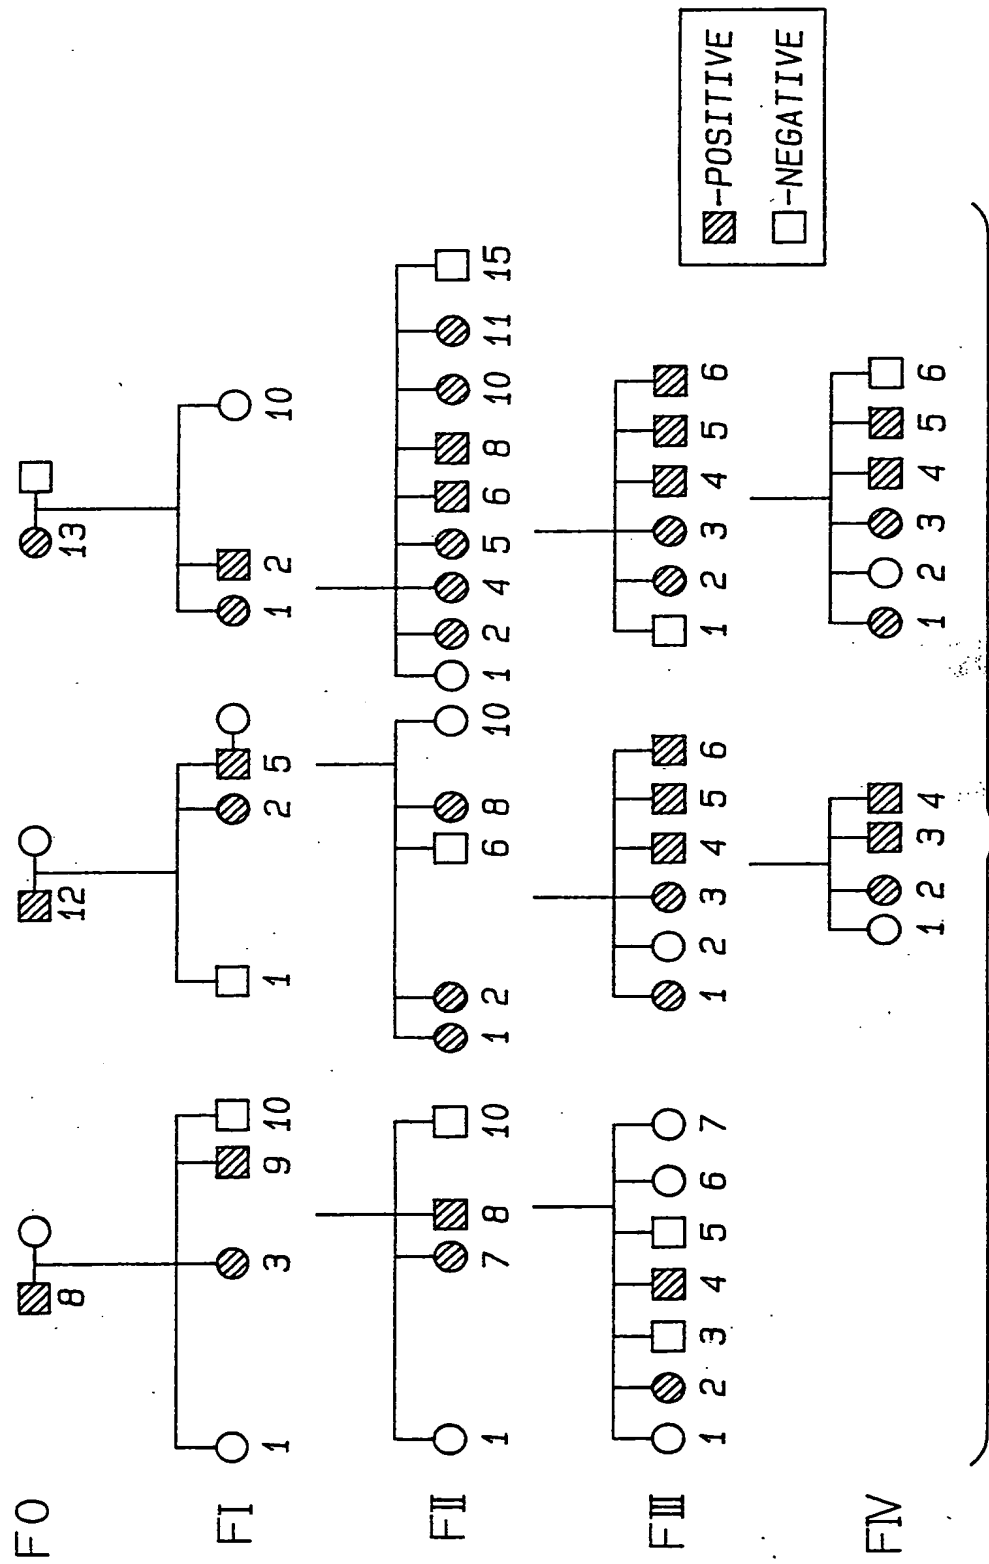 FO 8 12 13
FI 1 3 9 10 1 2 5 1 2 10
FII 1 7 8 10 1 2 6 8 10 1 2 4 5 6 8 10 11 15
FIII 1 2 3 4 5 6 7 1 2 3 4 5 6 1 2 3 4 5 6
FIV 1 2 3 4 1 2 3 4 5 6
-POSITIVE
-NEGATIVE